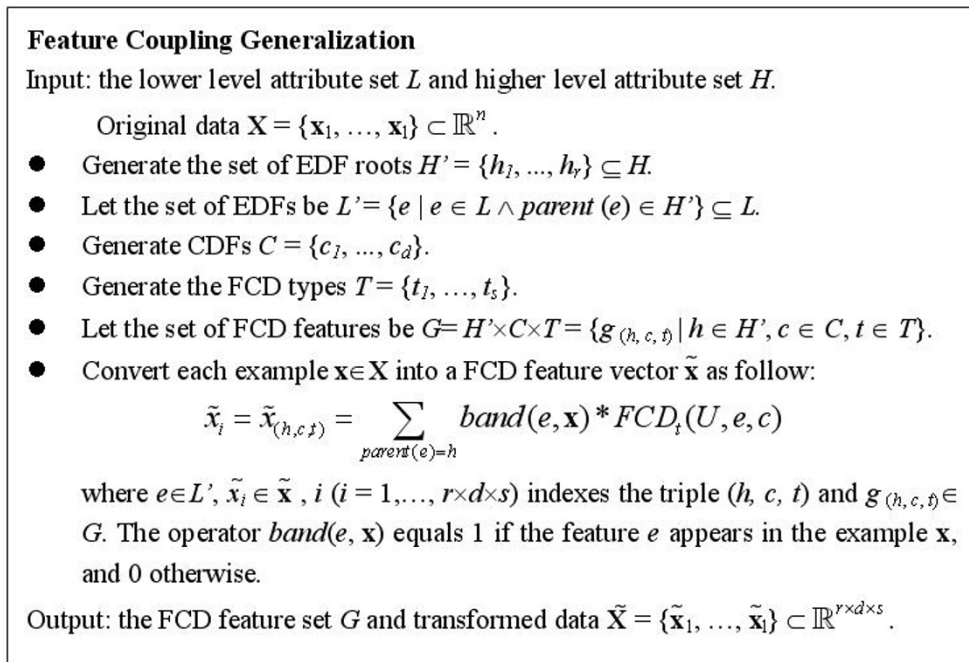 Feature Coupling Generalization
Input: the lower level attribute set L and higher level attribute set H.
Original data X = {x₁, …, x₁} ⊂ ℝⁿ.
● Generate the set of EDF roots H’ = {h₁, ..., hᵣ} ⊆ H.
● Let the set of EDFs be L’= {e | e ∈ L ∧ parent (e) ∈ H’} ⊆ L.
● Generate CDFs C = {c₁, ..., c_d}.
● Generate the FCD types T = {t₁, …, tₛ}.
● Let the set of FCD features be G= H’×C×T = {g (h, c, t) | h ∈ H’, c ∈ C, t ∈ T}.
● Convert each example x∈X into a FCD feature vector x̃ as follow:
x̃ᵢ = x̃(h,c,t) = ∑ parent(e)=h band(e, x) * FCDₜ(U, e, c)
where e∈L’, x̃ᵢ ∈ x̃ , i (i = 1,…, r×d×s) indexes the triple (h, c, t) and g (h, c, t)∈
G. The operator band(e, x) equals 1 if the feature e appears in the example x,
and 0 otherwise.
Output: the FCD feature set G and transformed data X̃ = {x̃₁, …, x̃₁} ⊂ ℝ^r×d×s .